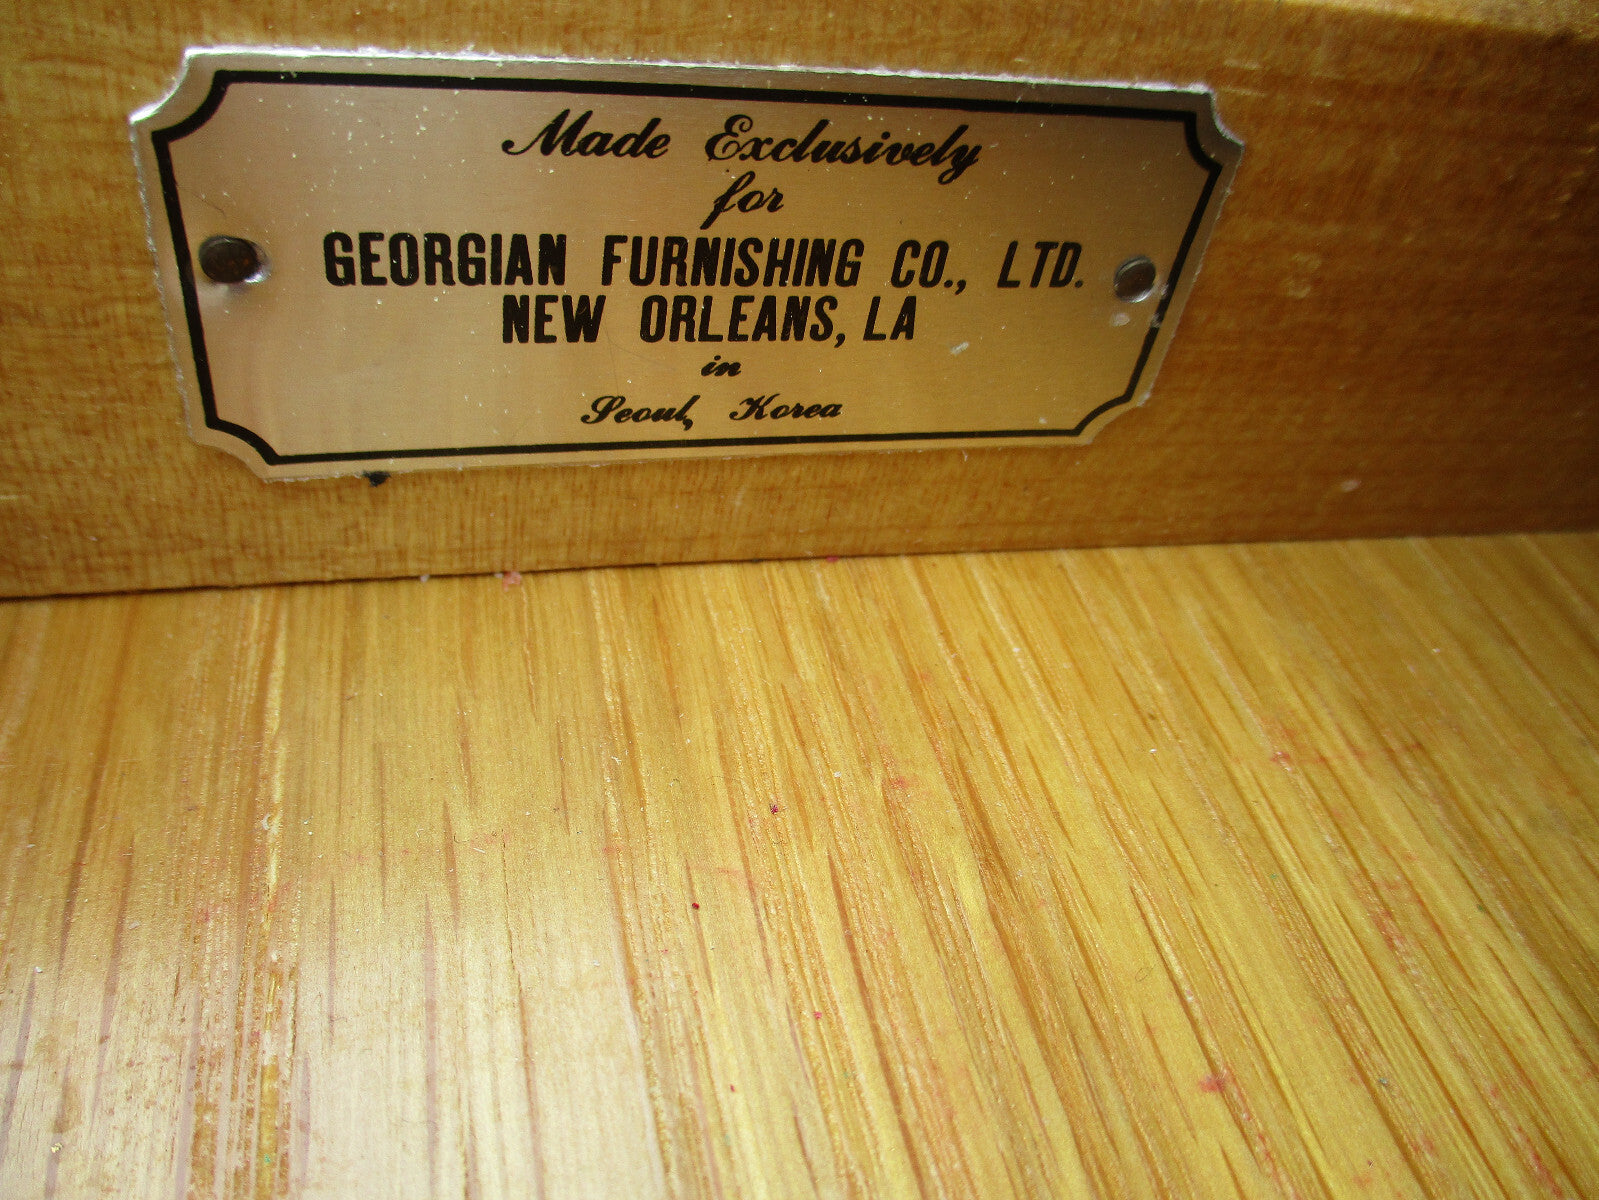 Made Exclusively
for
GEORGIAN FURNISHING CO., LTD.
NEW ORLEANS, LA
in
Seoul, Korea